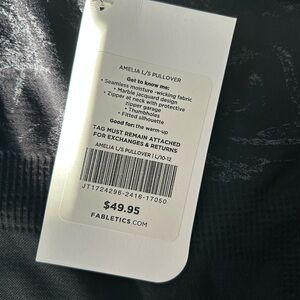 AMELIA L/S PULLOVER
Get to know me:
• Seamless moisture -wicking fabric
• Marble jacquard design
• Zipper at neck with protective
zipper garage
• Thumbholes
• Fitted silhouette
Good for: the warm-up
TAG MUST REMAIN ATTACHED
FOR EXCHANGES & RETURNS
AMELIA L/S PULLOVER | L/10-12
JT1724296-2416-17050
$49.95
FABLETICS.COM